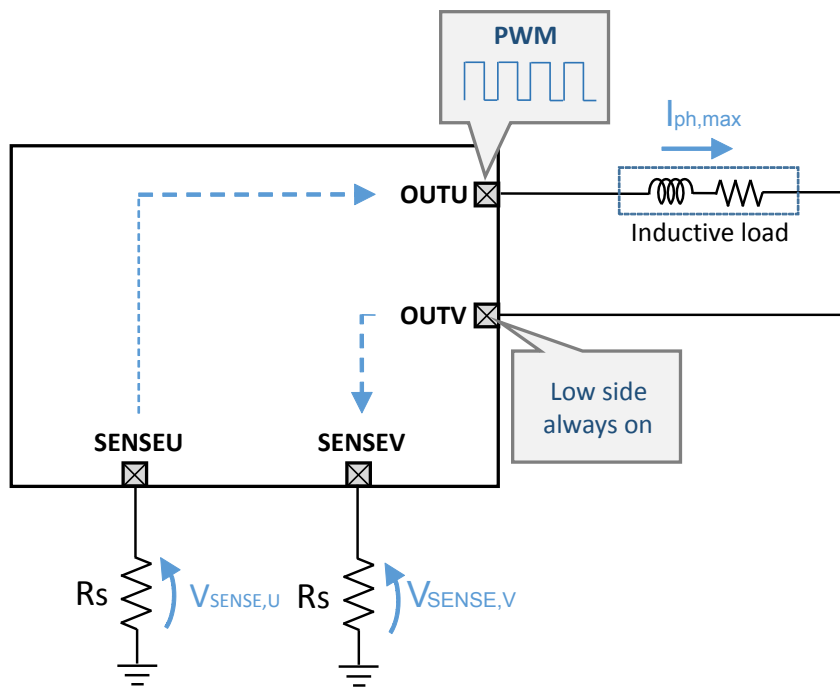 PWM
Iph,max
OUTU
Inductive load
OUTV
Low side
always on
SENSEU
SENSEV
Rs
VSENSE,U
Rs
VSENSE,V